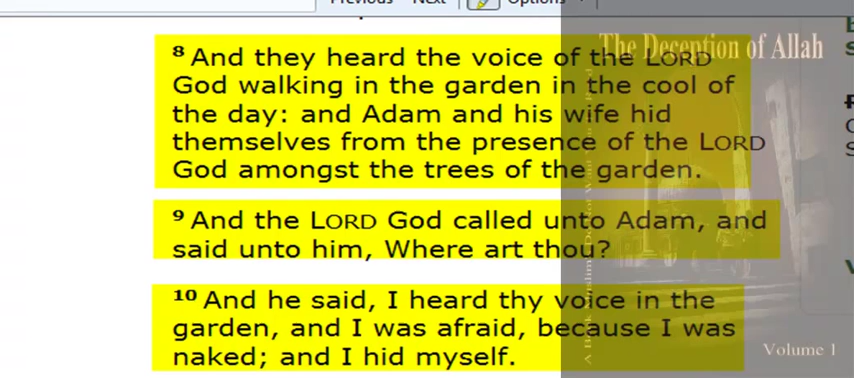 Previous Next Options
The Deception of Allah
8 And they heard the voice of the LORD
God walking in the garden in the cool of
the day: and Adam and his wife hid
themselves from the presence of the LORD
God amongst the trees of the garden.
9 And the LORD God called unto Adam, and
said unto him, Where art thou?
10 And he said, I heard thy voice in the
garden, and I was afraid, because I was
naked; and I hid myself.
Volume 1